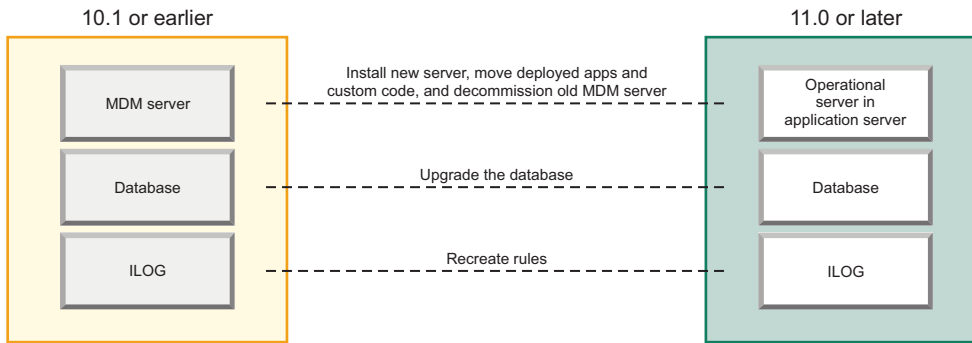 10.1 or earlier
11.0 or later
MDM server
Install new server, move deployed apps and
custom code, and decommission old MDM server
Operational
server in
application server
Database
Upgrade the database
Database
ILOG
Recreate rules
ILOG